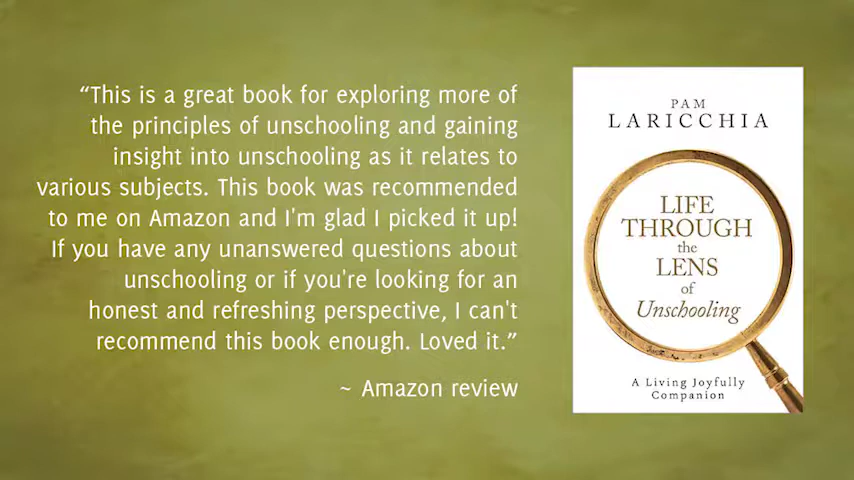 “This is a great book for exploring more of
the principles of unschooling and gaining
insight into unschooling as it relates to
various subjects. This book was recommended
to me on Amazon and I'm glad I picked it up!
If you have any unanswered questions about
unschooling or if you're looking for an
honest and refreshing perspective, I can't
recommend this book enough. Loved it.”
~ Amazon review
PAM
LARICCHIA
LIFE
THROUGH
the
LENS
of
Unschooling
A Living Joyfully
Companion